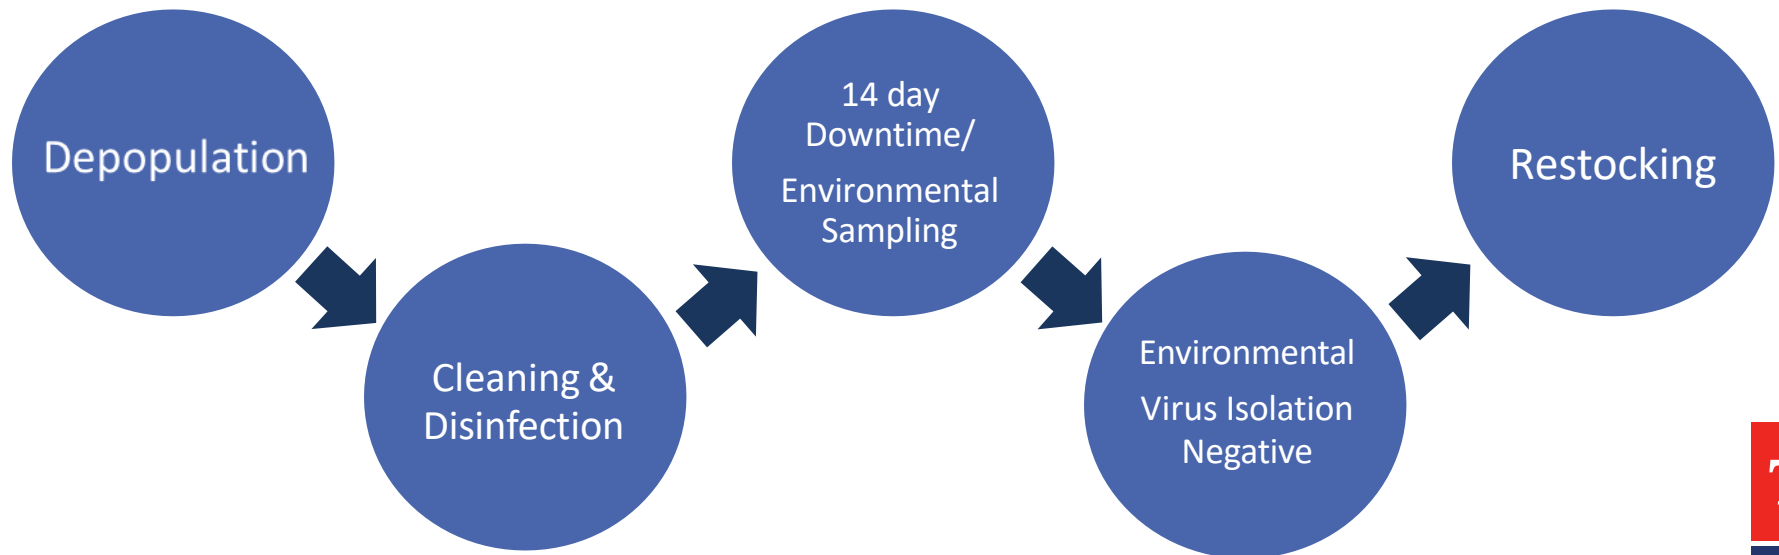 Depopulation
Cleaning &
Disinfection
14 day
Downtime/
Environmental
Sampling
Environmental
Virus Isolation
Negative
Restocking